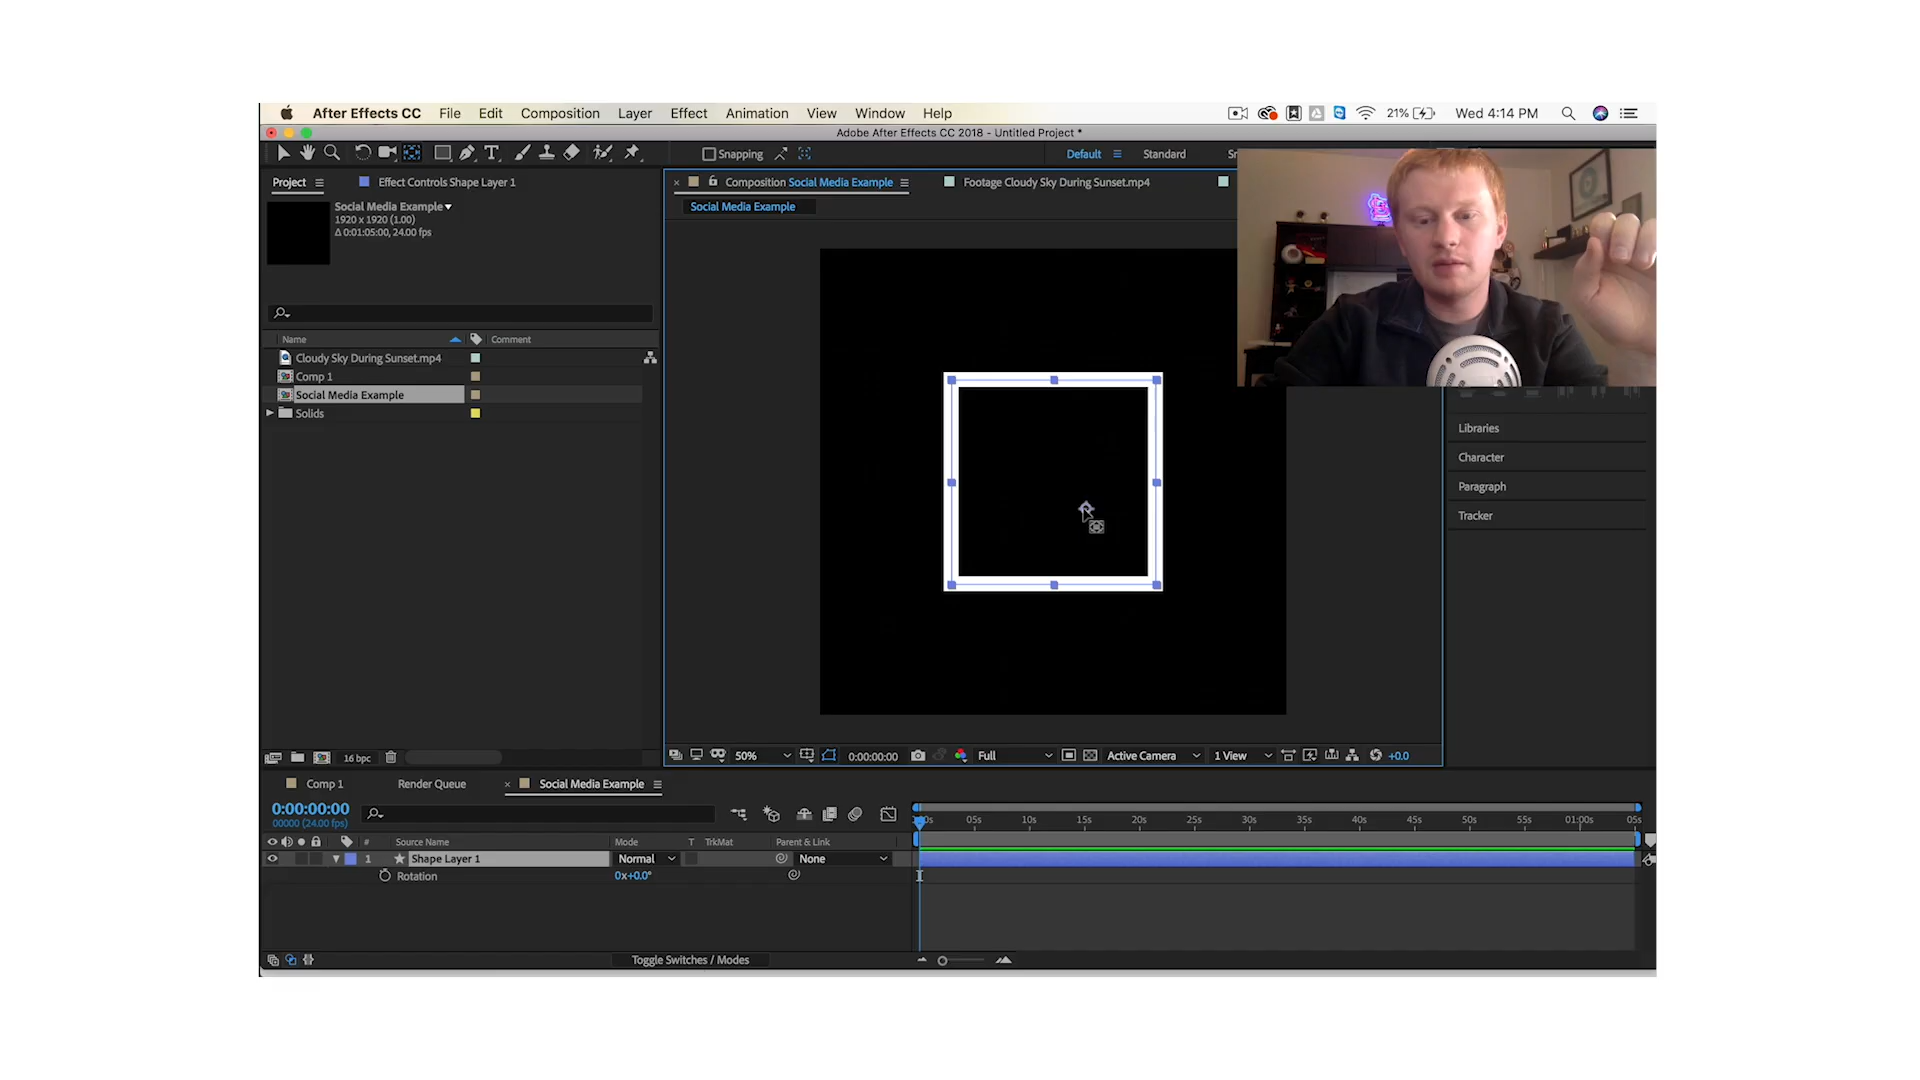 After Effects CC File Edit Composition Layer Effect Animation View Window Help 21% Wed 4:14 PM
Adobe After Effects CC 2018 - Untitled Project *
Snapping Default Standard
Project Effect Controls Shape Layer 1 × Composition Social Media Example Footage Cloudy Sky During Sunset.mp4
Social Media Example
1920 x 1920 (1.00)
Δ 0:01:05:00, 24.00 fps
Social Media Example
Name Comment
Cloudy Sky During Sunset.mp4
Comp 1
Social Media Example
Solids
Libraries
Character
Paragraph
Tracker
16 bpc
50% 0:00:00:00 Full Active Camera 1 View +0.0
Comp 1 Render Queue × Social Media Example
0:00:00:00
00000 (24.00 fps)
05s 10s 15s 20s 25s 30s 35s 40s 45s 50s 55s 01:00s 05s
# Source Name Mode T TrkMat Parent & Link
1 Shape Layer 1 Normal None
Rotation 0x+0.0°
Toggle Switches / Modes